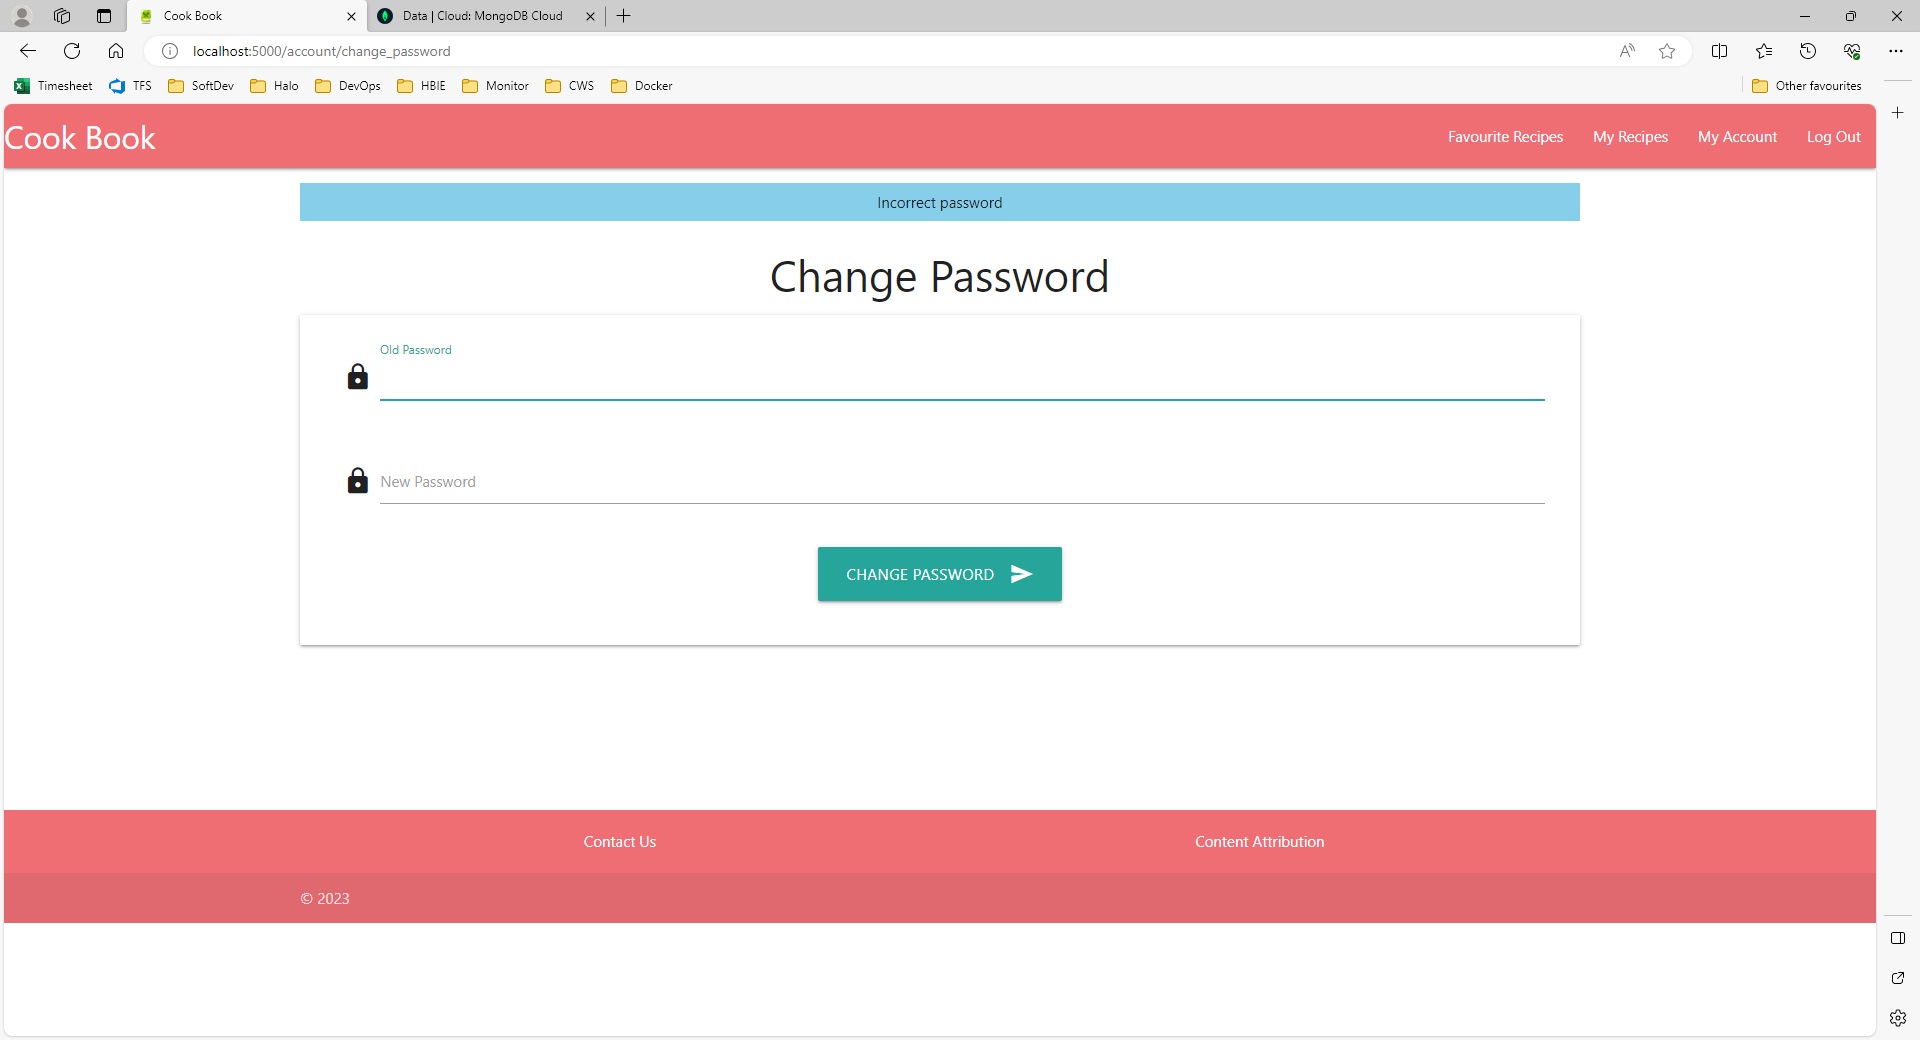 Cook Book
Data | Cloud: MongoDB Cloud
localhost:5000/account/change_password
Timesheet
TFS
SoftDev
Halo
DevOps
HBIE
Monitor
CWS
Docker
Other favourites
Cook Book
Favourite Recipes
My Recipes
My Account
Log Out
Incorrect password
Change Password
Old Password
New Password
CHANGE PASSWORD
Contact Us
Content Attribution
© 2023